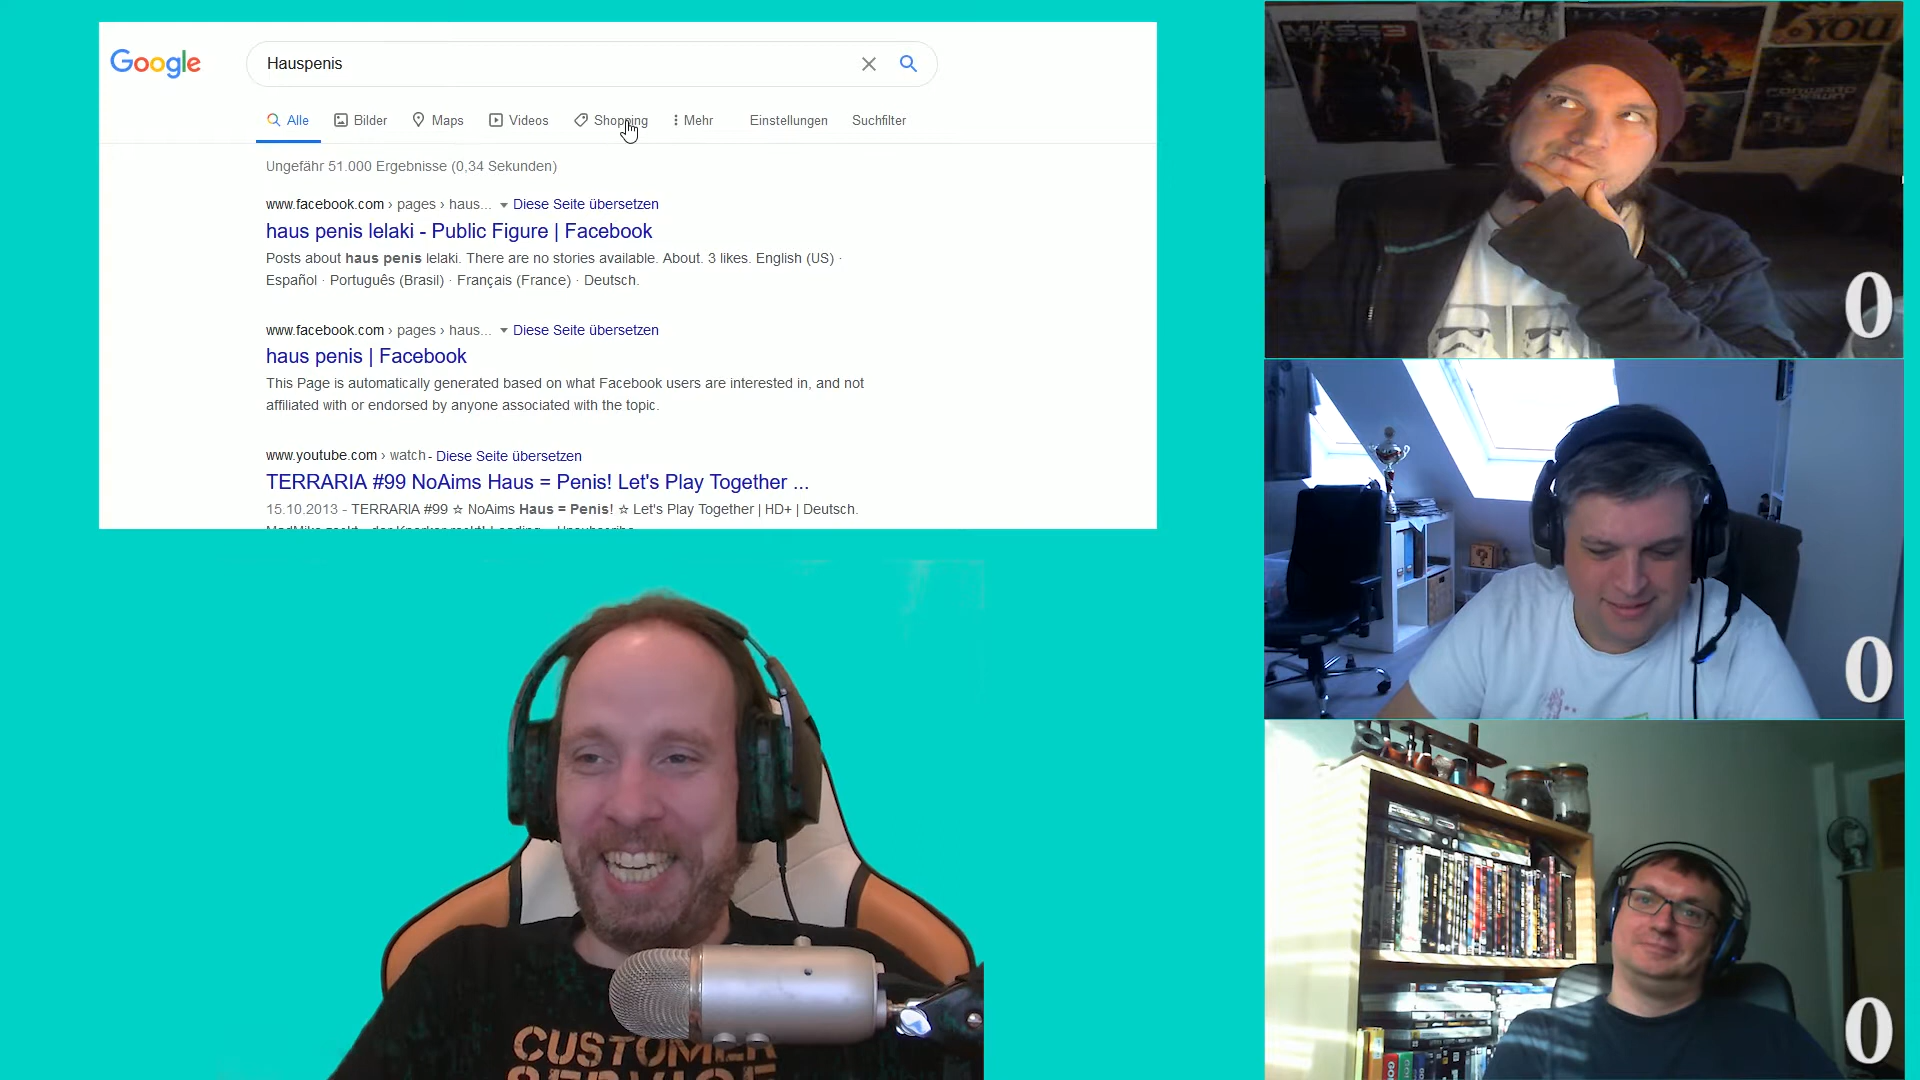 Google
Hauspenis
Alle Bilder Maps Videos Shopping Mehr Einstellungen Suchfilter
Ungefähr 51.000 Ergebnisse (0,34 Sekunden)
www.facebook.com › pages › haus... Diese Seite übersetzen
haus penis lelaki - Public Figure | Facebook
Posts about haus penis lelaki. There are no stories available. About. 3 likes. English (US) ·
Español · Português (Brasil) · Français (France) · Deutsch.
www.facebook.com › pages › haus... Diese Seite übersetzen
haus penis | Facebook
This Page is automatically generated based on what Facebook users are interested in, and not
affiliated with or endorsed by anyone associated with the topic.
www.youtube.com › watch - Diese Seite übersetzen
TERRARIA #99 NoAims Haus = Penis! Let's Play Together ...
15.10.2013 - TERRARIA #99 ☆ NoAims Haus = Penis! ☆ Let's Play Together | HD+ | Deutsch.
MASS 3
YOU
0
0
0
CUSTOMER
SERVICE